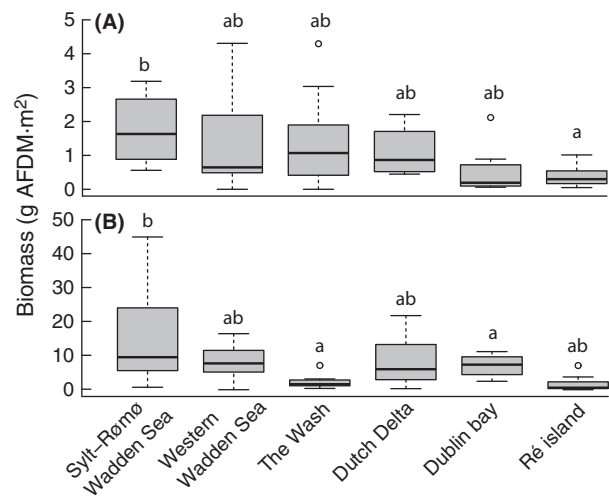 (A)
5
4
3
2
1
0
b
ab
ab
ab
ab
a
Biomass (g AFDM·m²)
(B)
50
40
30
20
10
0
b
ab
a
ab
a
ab
Sylt–Rømø
Wadden Sea
Western
Wadden Sea
The Wash
Dutch Delta
Dublin bay
Ré island